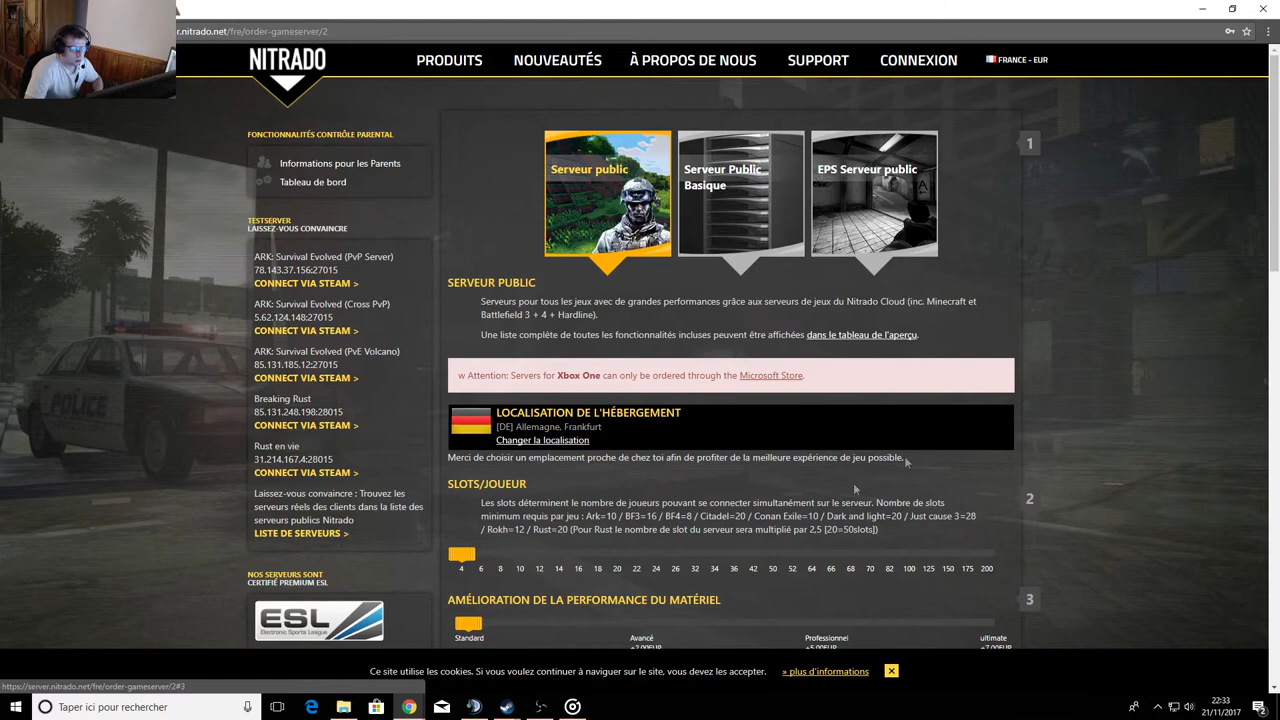 r.nitrado.net/fre/order-gameserver/2
NITRADO
PRODUITS
NOUVEAUTÉS
À PROPOS DE NOUS
SUPPORT
CONNEXION
FRANCE - EUR
FONCTIONNALITÉS CONTRÔLE PARENTAL
Informations pour les Parents
Tableau de bord
TESTSERVER
LAISSEZ-VOUS CONVAINCRE
ARK: Survival Evolved (PvP Server)
78.143.37.156:27015
CONNECT VIA STEAM >
ARK: Survival Evolved (Cross PvP)
5.62.124.148:27015
CONNECT VIA STEAM >
ARK: Survival Evolved (PvE Volcano)
85.131.185.12:27015
CONNECT VIA STEAM >
Breaking Rust
85.131.248.198:28015
CONNECT VIA STEAM >
Rust en vie
31.214.167.4:28015
CONNECT VIA STEAM >
Laissez-vous convaincre : Trouvez les
serveurs réels des clients dans la liste des
serveurs publics Nitrado
LISTE DE SERVEURS >
NOS SERVEURS SONT
CERTIFIÉ PREMIUM ESL
ESL
Electronic Sports League
Serveur public
Serveur Public
Basique
EPS Serveur public
1
SERVEUR PUBLIC
Serveurs pour tous les jeux avec de grandes performances grâce aux serveurs de jeux du Nitrado Cloud (inc. Minecraft et
Battlefield 3 + 4 + Hardline).
Une liste complète de toutes les fonctionnalités incluses peuvent être affichées dans le tableau de l'aperçu.
w Attention: Servers for Xbox One can only be ordered through the Microsoft Store.
LOCALISATION DE L'HÉBERGEMENT
[DE] Allemagne, Frankfurt
Changer la localisation
Merci de choisir un emplacement proche de chez toi afin de profiter de la meilleure expérience de jeu possible.
SLOTS/JOUEUR
2
Les slots déterminent le nombre de joueurs pouvant se connecter simultanément sur le serveur. Nombre de slots
minimum requis par jeu : Ark=10 / BF3=16 / BF4=8 / Citadel=20 / Conan Exile=10 / Dark and light=20 / Just cause 3=28
/ Rokh=12 / Rust=20 (Pour Rust le nombre de slot du serveur sera multiplié par 2,5 [20=50slots])
4 6 8 10 12 14 16 18 20 22 24 26 32 34 36 42 50 52 64 66 68 70 82 100 125 150 175 200
AMÉLIORATION DE LA PERFORMANCE DU MATÉRIEL
3
Standard
Avancé
+2.00EUR
Professionnel
+5.00EUR
ultimate
+7.00EUR
Ce site utilise les cookies. Si vous voulez continuer à naviguer sur le site, vous devez les accepter.
» plus d'informations
https://server.nitrado.net/fre/order-gameserver/2#3
Taper ici pour rechercher
22:33
21/11/2017
2